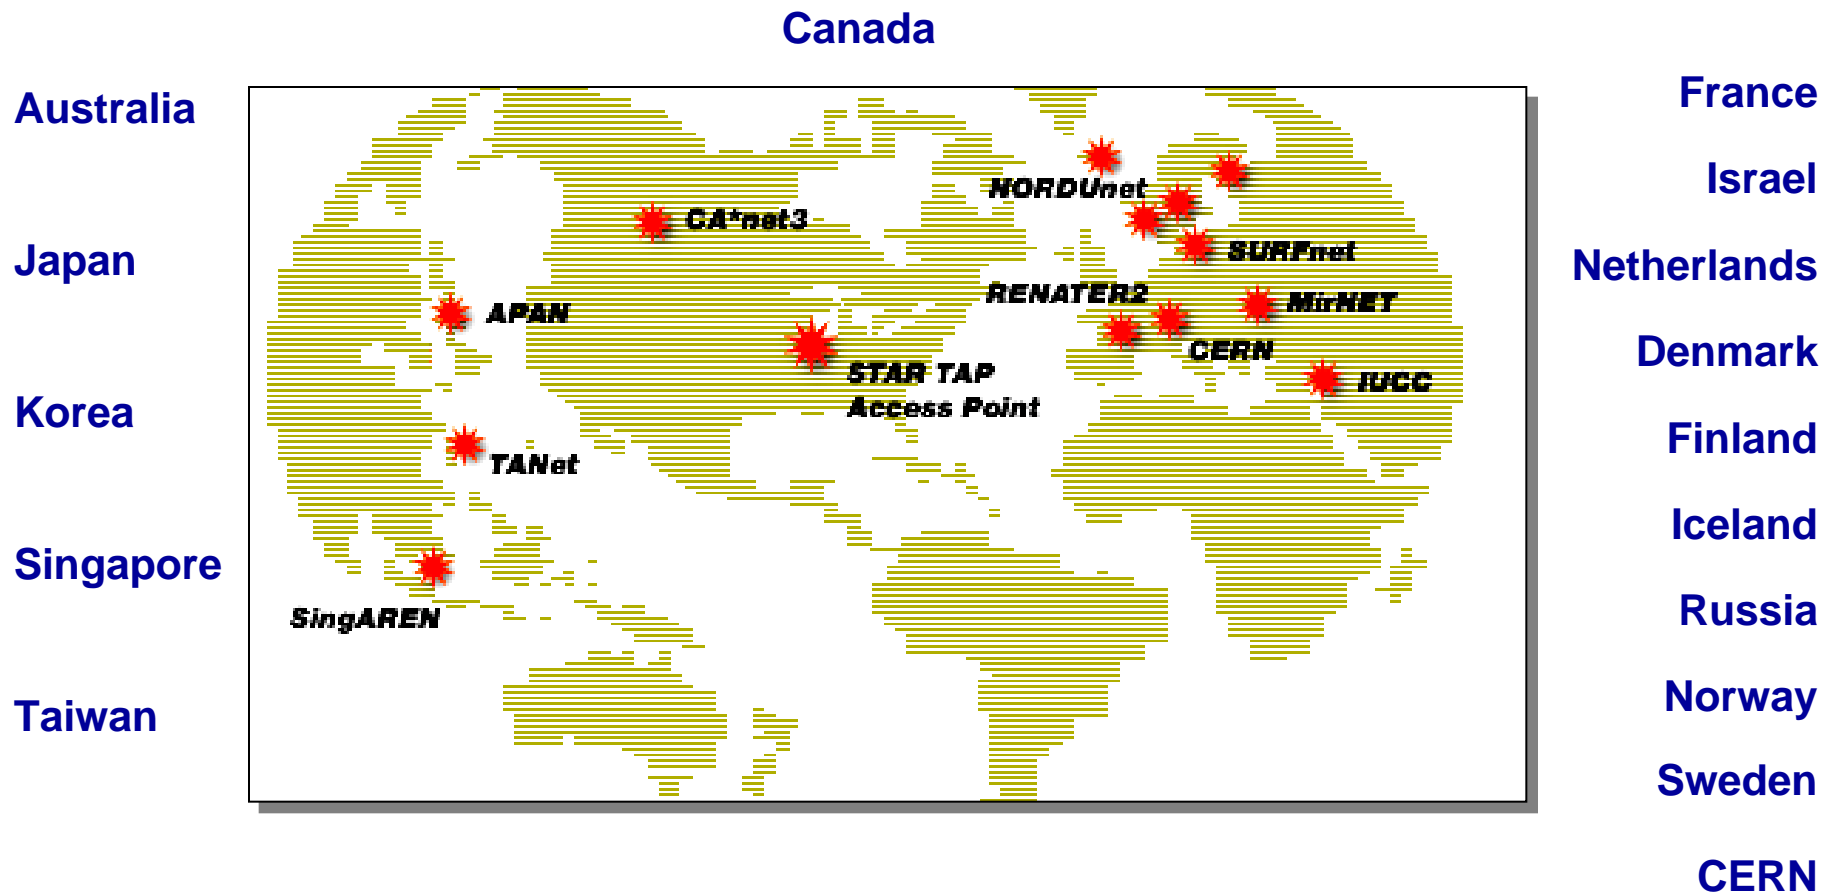 Canada
Australia
Japan
Korea
Singapore
Taiwan
NORDUnet
CA*net3
SURFnet
RENATER2
MirNET
APAN
CERN
STAR TAP
Access Point
IUCC
TANet
SingAREN
France
Israel
Netherlands
Denmark
Finland
Iceland
Russia
Norway
Sweden
CERN